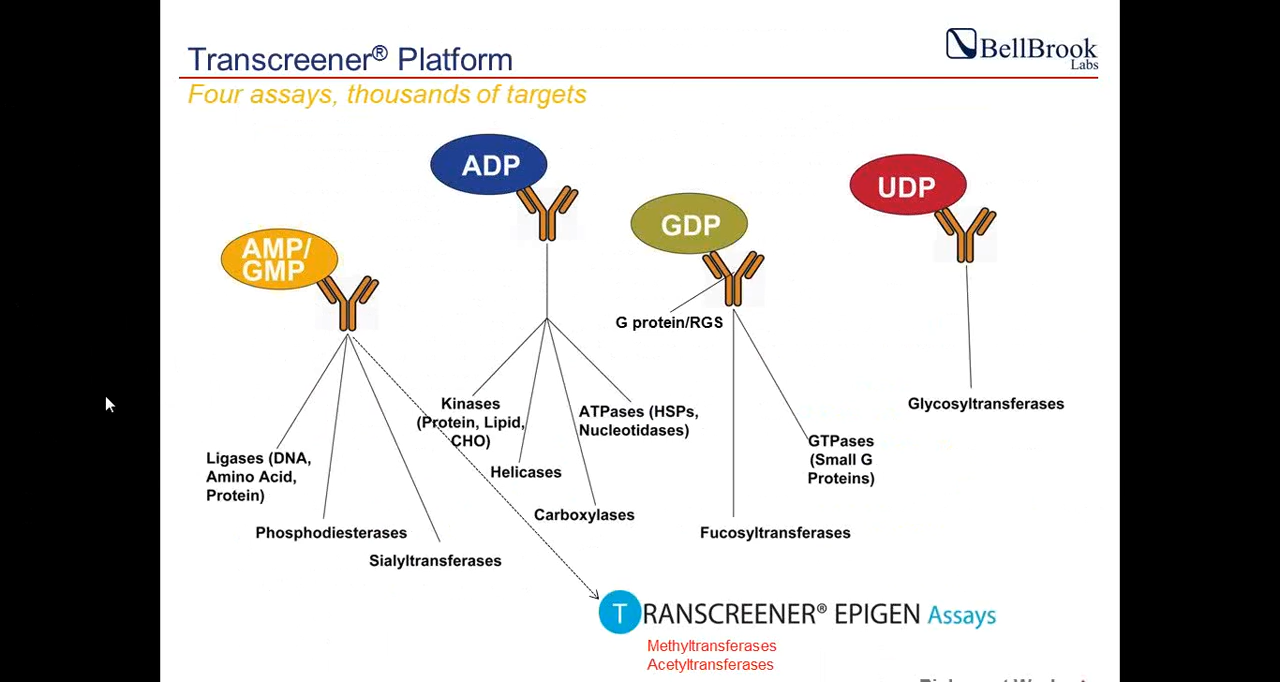 Transcreener® Platform
BellBrook
Labs
Four assays, thousands of targets
ADP
UDP
GDP
AMP/
GMP
G protein/RGS
Kinases
(Protein, Lipid,
CHO)
ATPases (HSPs,
Nucleotidases)
Glycosyltransferases
GTPases
(Small G
Proteins)
Ligases (DNA,
Amino Acid,
Protein)
Helicases
Carboxylases
Phosphodiesterases
Fucosyltransferases
Sialyltransferases
TRANSCREENER® EPIGEN Assays
Methyltransferases
Acetyltransferases